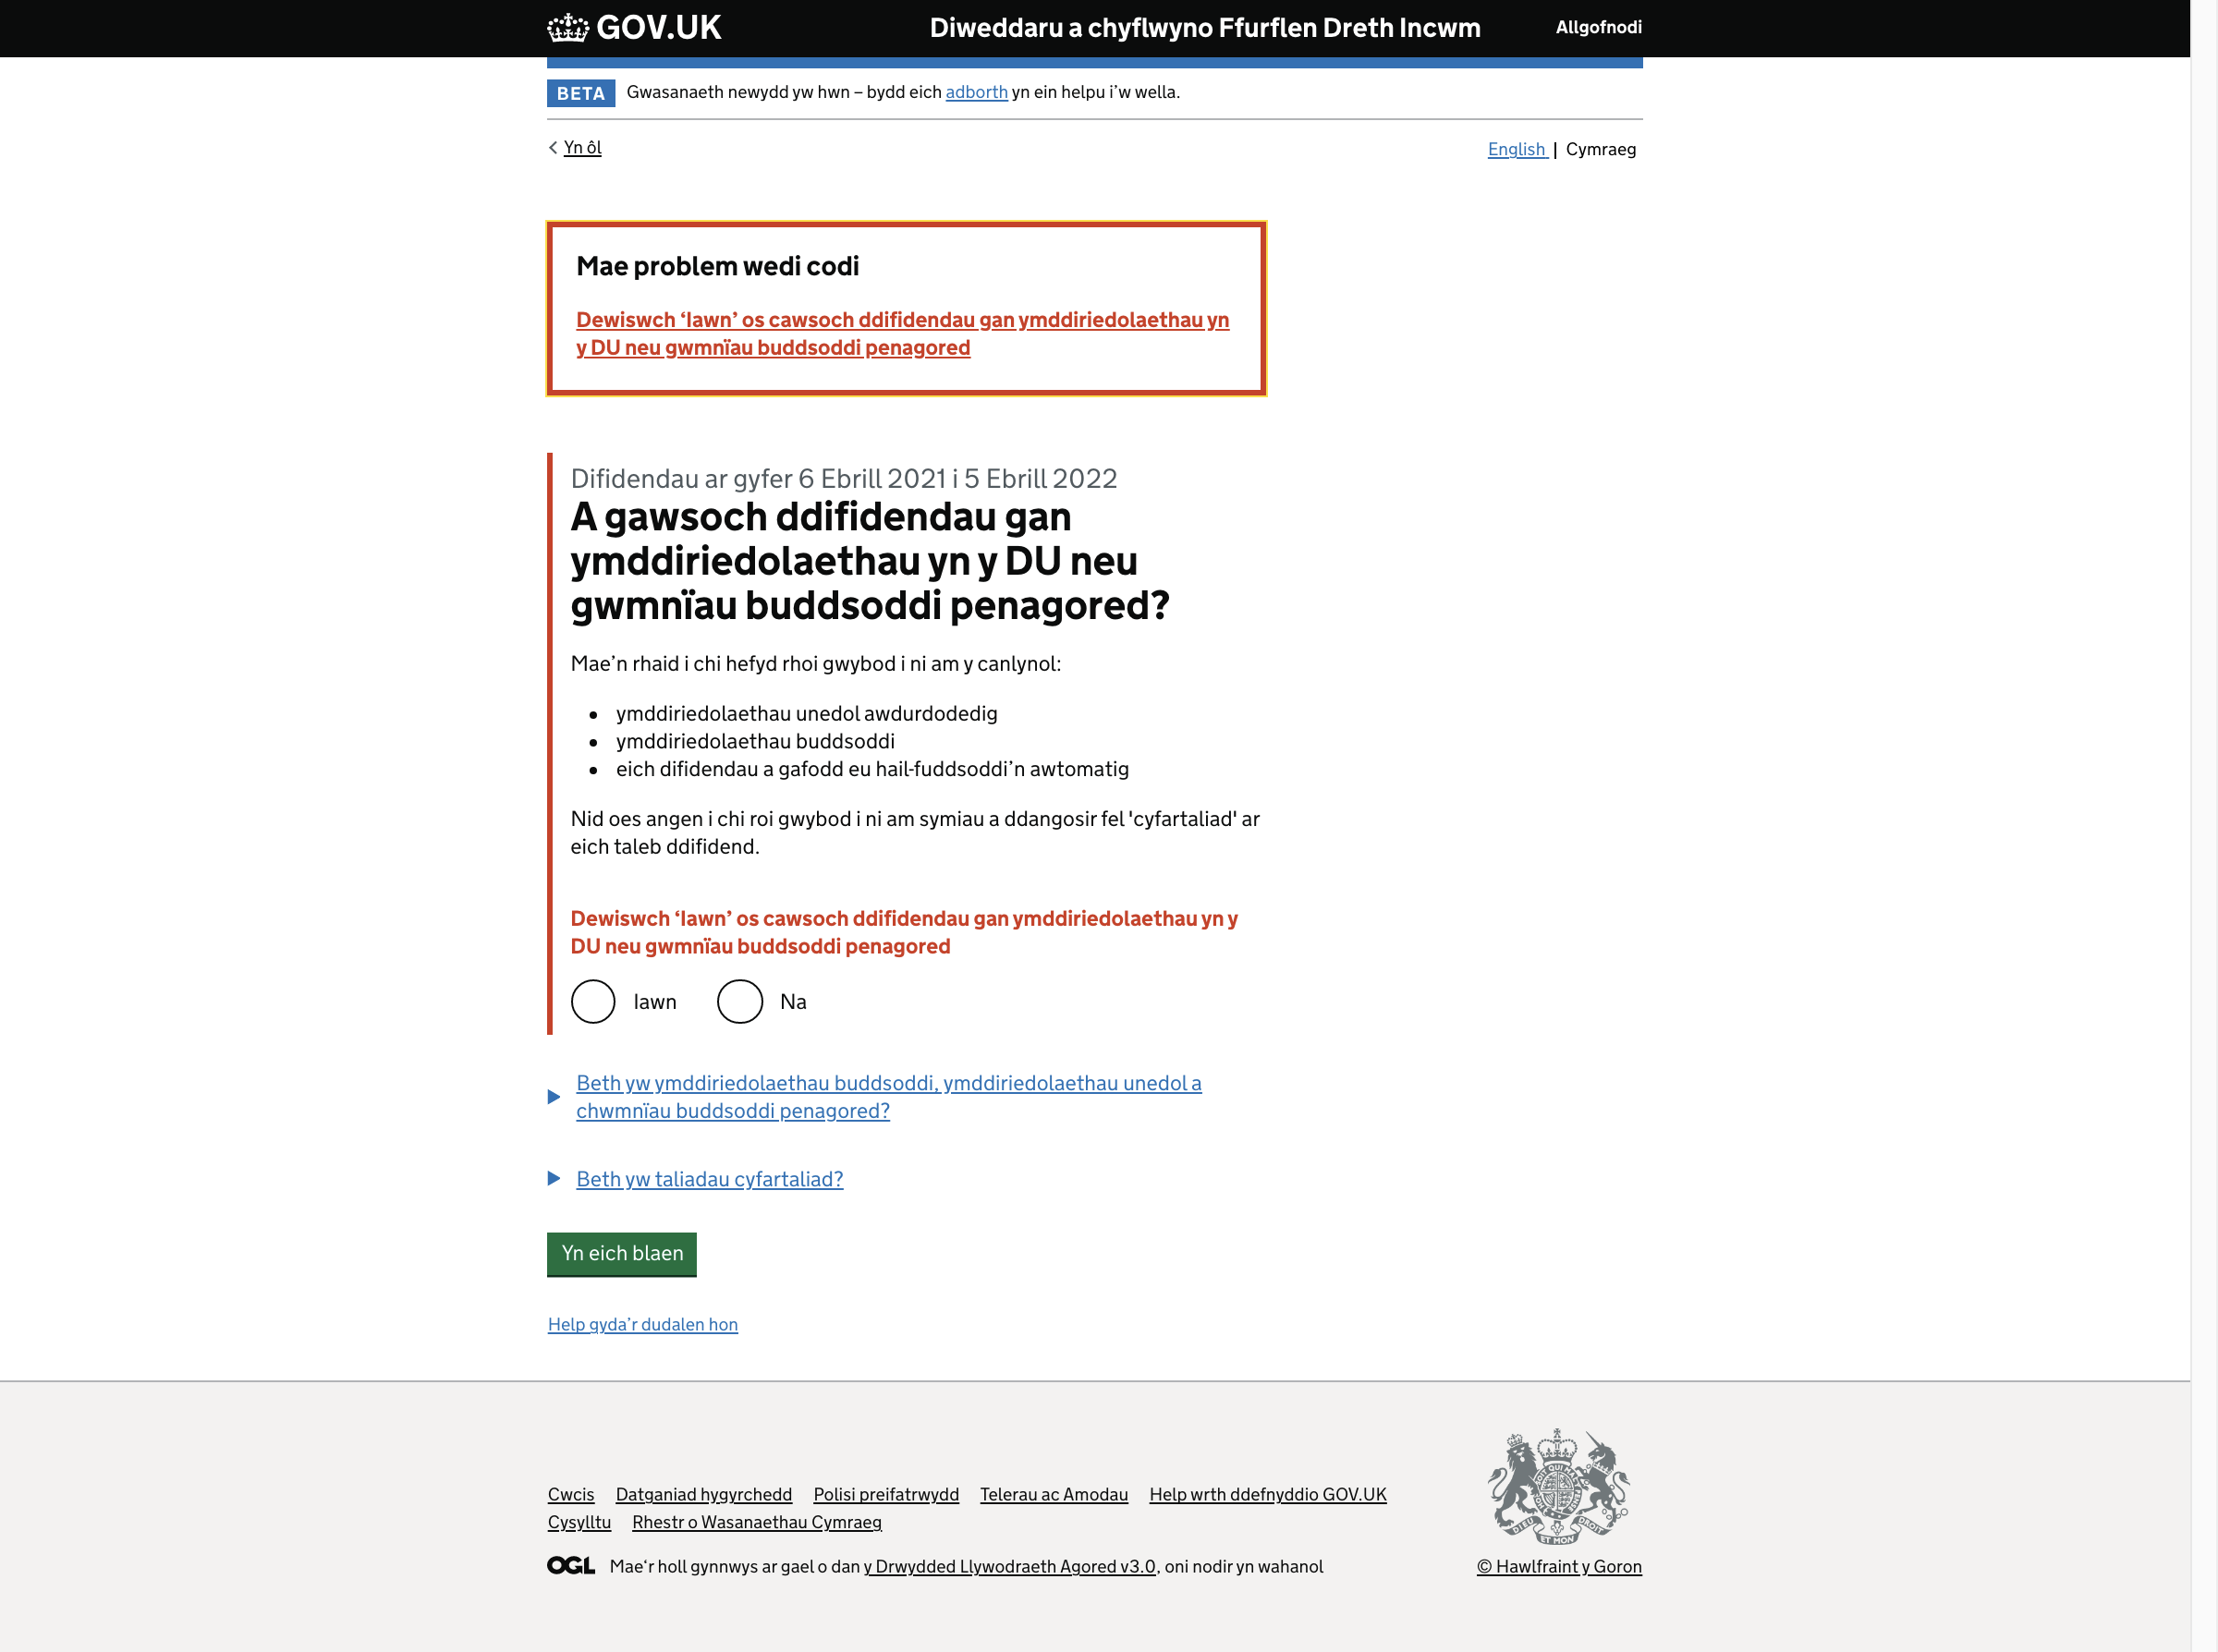 GOV.UK
Diweddaru a chyflwyno Ffurflen Dreth Incwm
Allgofnodi
BETA
Gwasanaeth newydd yw hwn – bydd eich adborth yn ein helpu i’w wella.
Yn ôl
English | Cymraeg
Mae problem wedi codi
Dewiswch ‘Iawn’ os cawsoch ddifidendau gan ymddiriedolaethau yn
y DU neu gwmnïau buddsoddi penagored
Difidendau ar gyfer 6 Ebrill 2021 i 5 Ebrill 2022
A gawsoch ddifidendau gan
ymddiriedolaethau yn y DU neu
gwmnïau buddsoddi penagored?
Mae’n rhaid i chi hefyd rhoi gwybod i ni am y canlynol:
• ymddiriedolaethau unedol awdurdodedig
• ymddiriedolaethau buddsoddi
• eich difidendau a gafodd eu hail-fuddsoddi’n awtomatig
Nid oes angen i chi roi gwybod i ni am symiau a ddangosir fel 'cyfartaliad' ar
eich taleb ddifidend.
Dewiswch ‘Iawn’ os cawsoch ddifidendau gan ymddiriedolaethau yn y
DU neu gwmnïau buddsoddi penagored
Iawn
Na
Beth yw ymddiriedolaethau buddsoddi, ymddiriedolaethau unedol a
chwmnïau buddsoddi penagored?
Beth yw taliadau cyfartaliad?
Yn eich blaen
Help gyda’r dudalen hon
Cwcis
Datganiad hygyrchedd
Polisi preifatrwydd
Telerau ac Amodau
Help wrth ddefnyddio GOV.UK
Cysylltu
Rhestr o Wasanaethau Cymraeg
OGL
Mae‘r holl gynnwys ar gael o dan y Drwydded Llywodraeth Agored v3.0, oni nodir yn wahanol
DIEU ET MON DROIT
© Hawlfraint y Goron